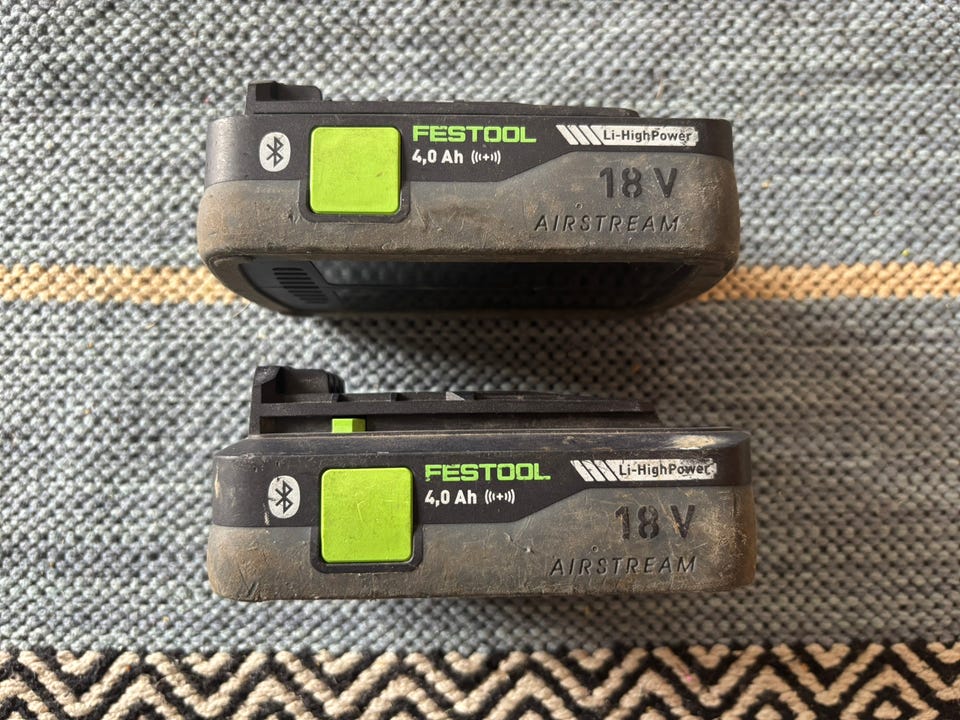 FESTOOL
Li-HighPower
4,0 Ah ((+))
18 V
AIRSTREAM
FESTOOL
Li-HighPower
4,0 Ah ((+))
18 V
AIRSTREAM